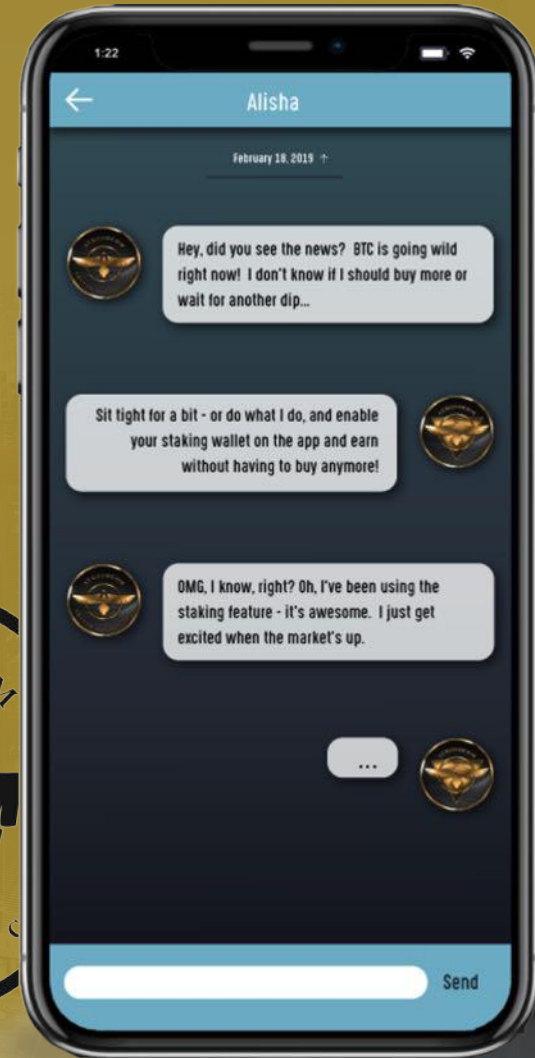 1:22
Alisha
February 18, 2019 ↑
Hey, did you see the news? BTC is going wild
right now! I don't know if I should buy more or
wait for another dip...
Sit tight for a bit - or do what I do, and enable
your staking wallet on the app and earn
without having to buy anymore!
OMG, I know, right? Oh, I've been using the
staking feature - it's awesome. I just get
excited when the market's up.
...
Send